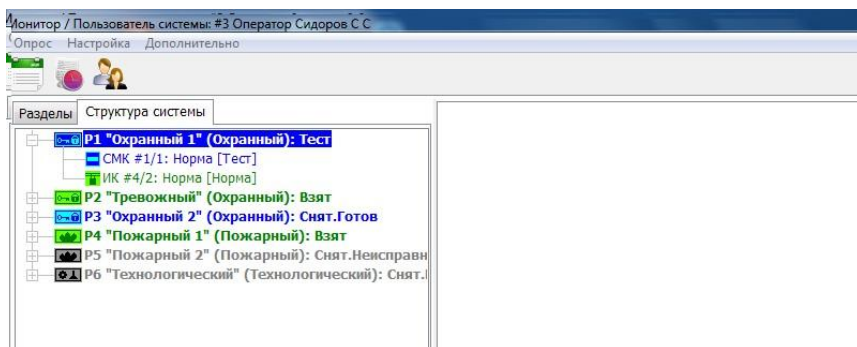 Монитор / Пользователь системы: #3 Оператор Сидоров С С
Опрос Настройка Дополнительно
Разделы Структура системы
P1 "Охранный 1" (Охранный): Тест
СМК #1/1: Норма [Тест]
ИК #4/2: Норма [Норма]
P2 "Тревожный" (Охранный): Взят
P3 "Охранный 2" (Охранный): Снят.Готов
P4 "Пожарный 1" (Пожарный): Взят
P5 "Пожарный 2" (Пожарный): Снят.Неисправн
P6 "Технологический" (Технологический): Снят.